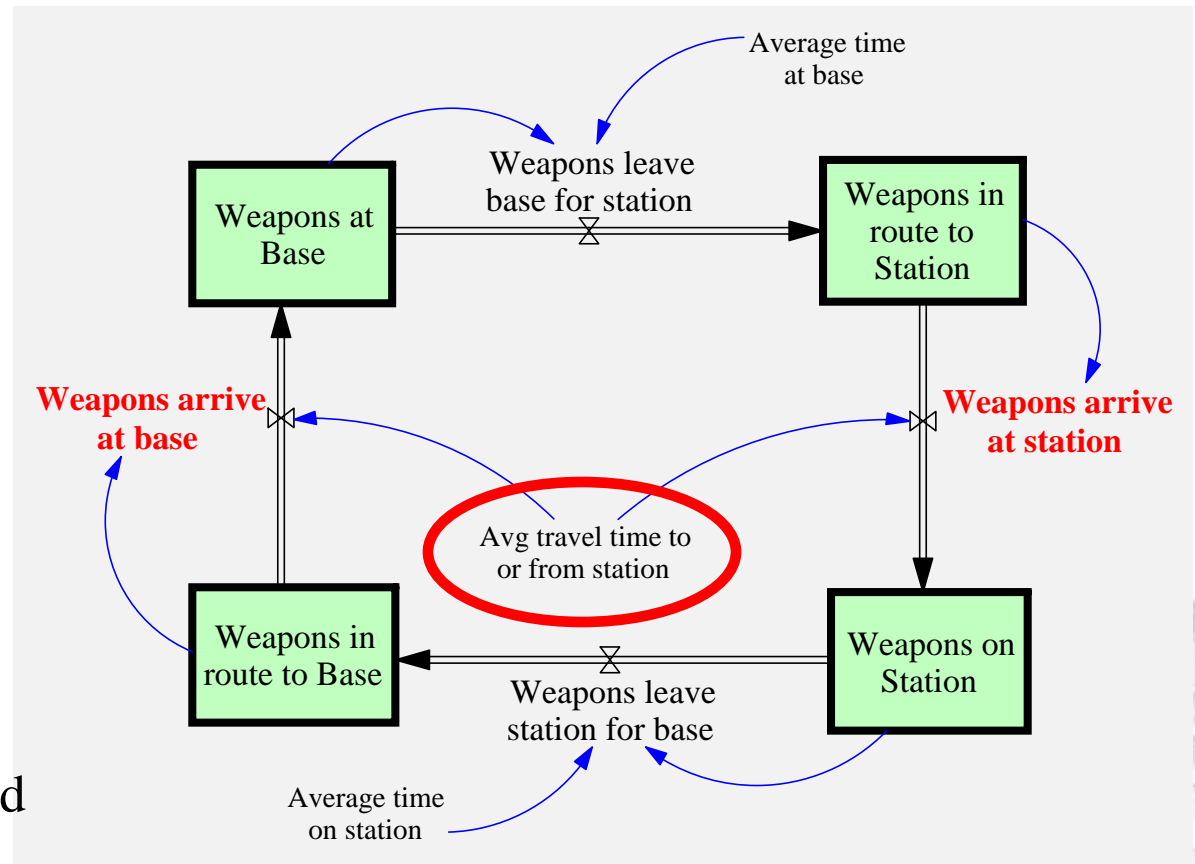 Average time
at base
Weapons leave
base for station
Weapons at
Base
Weapons in
route to
Station
Weapons arrive
at base
Weapons arrive
at station
Avg travel time to
or from station
Weapons in
route to Base
Weapons on
Station
Weapons leave
station for base
Average time
on station
d